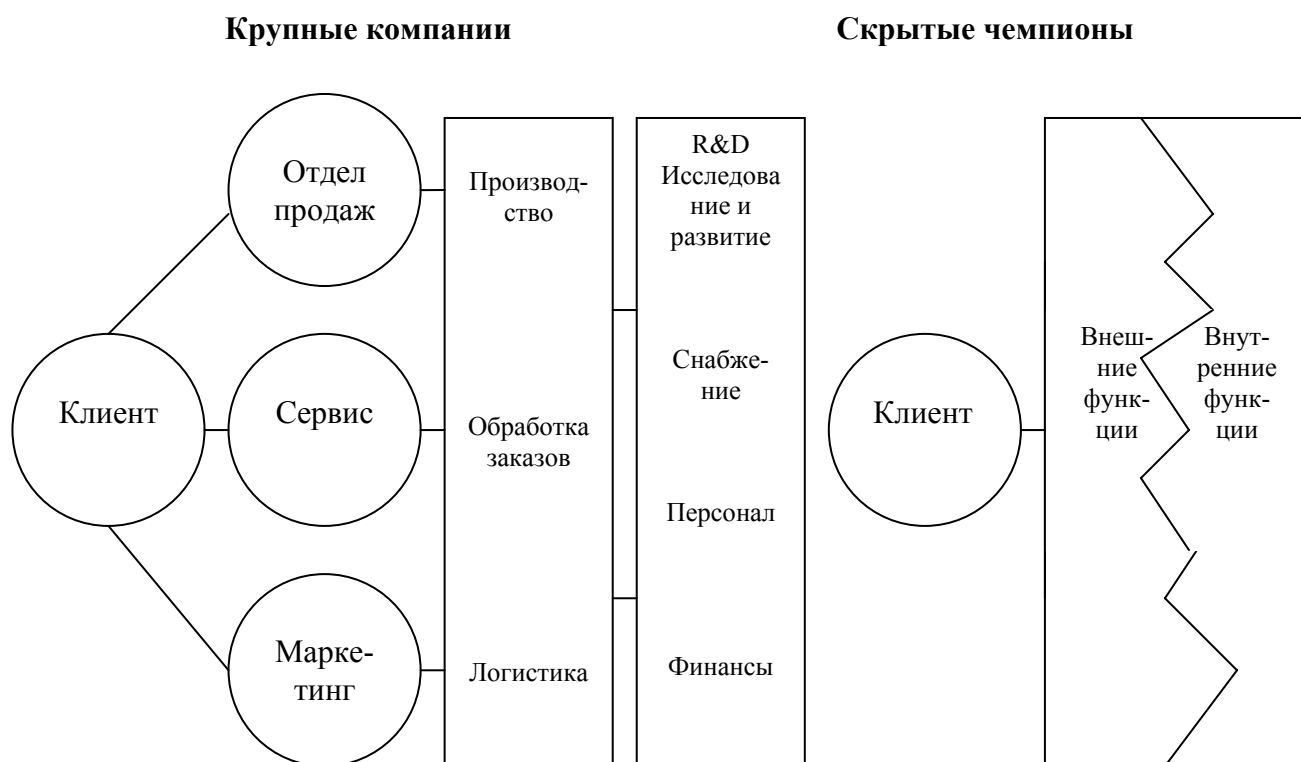 Крупные компании
Скрытые чемпионы
Отдел
продаж
Производ-
ство
R&D
Исследова
ние и
развитие
Клиент
Сервис
Обработка
заказов
Снабже-
ние
Персонал
Марке-
тинг
Логистика
Финансы
Клиент
Внеш-
ние
функ-
ции
Внут-
ренние
функ-
ции